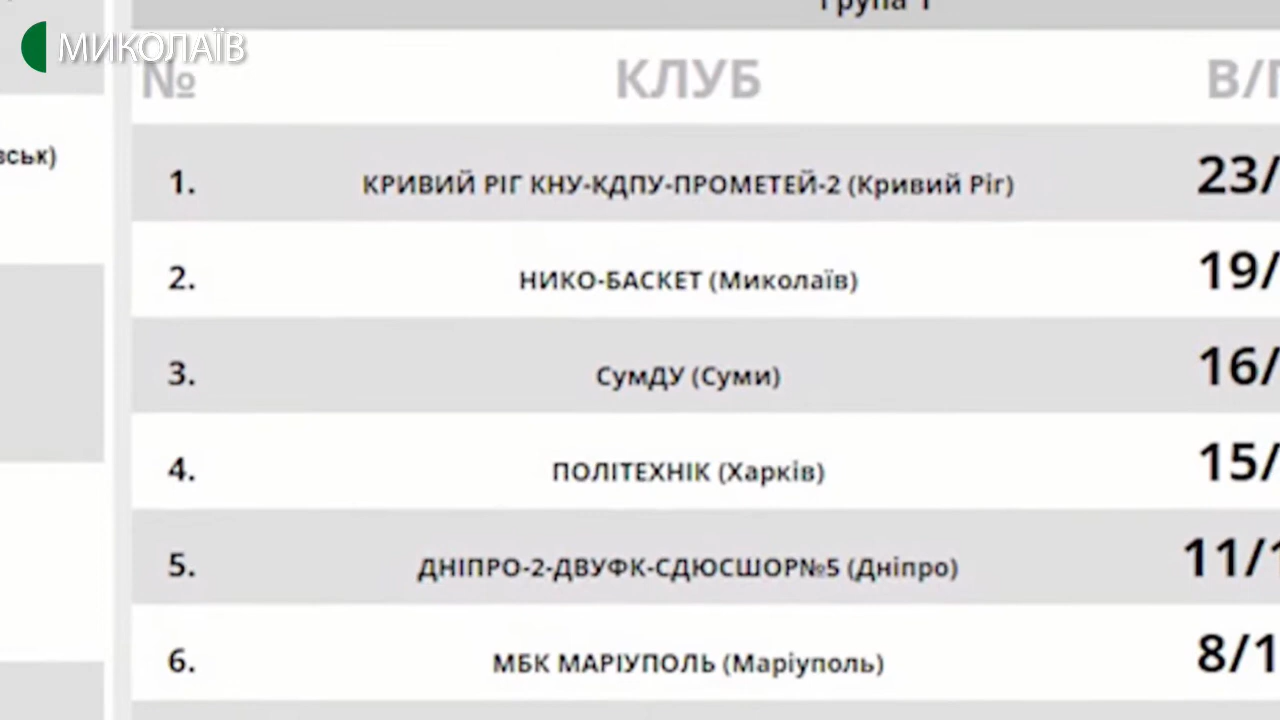 Група 1
МИКОЛАЇВ
№ КЛУБ В/П
вськ)
1. КРИВИЙ РІГ КНУ-КДПУ-ПРОМЕТЕЙ-2 (Кривий Ріг) 23/
2. НИКО-БАСКЕТ (Миколаїв) 19/
3. СумДУ (Суми) 16/
4. ПОЛІТЕХНІК (Харків) 15/
5. ДНІПРО-2-ДВУФК-СДЮСШОР№5 (Дніпро) 11/1
6. МБК МАРІУПОЛЬ (Маріуполь) 8/1